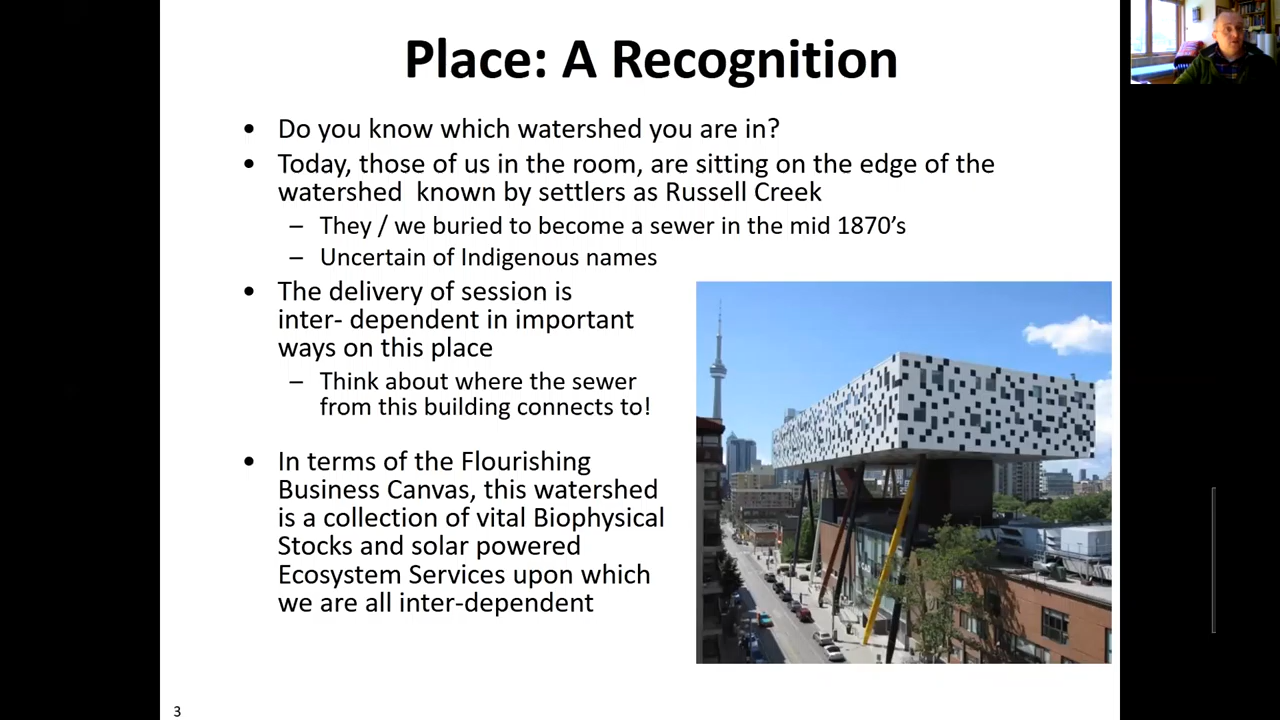 Place: A Recognition
• Do you know which watershed you are in?
• Today, those of us in the room, are sitting on the edge of the
watershed known by settlers as Russell Creek
– They / we buried to become a sewer in the mid 1870’s
– Uncertain of Indigenous names
• The delivery of session is
inter- dependent in important
ways on this place
– Think about where the sewer
from this building connects to!
• In terms of the Flourishing
Business Canvas, this watershed
is a collection of vital Biophysical
Stocks and solar powered
Ecosystem Services upon which
we are all inter-dependent
3